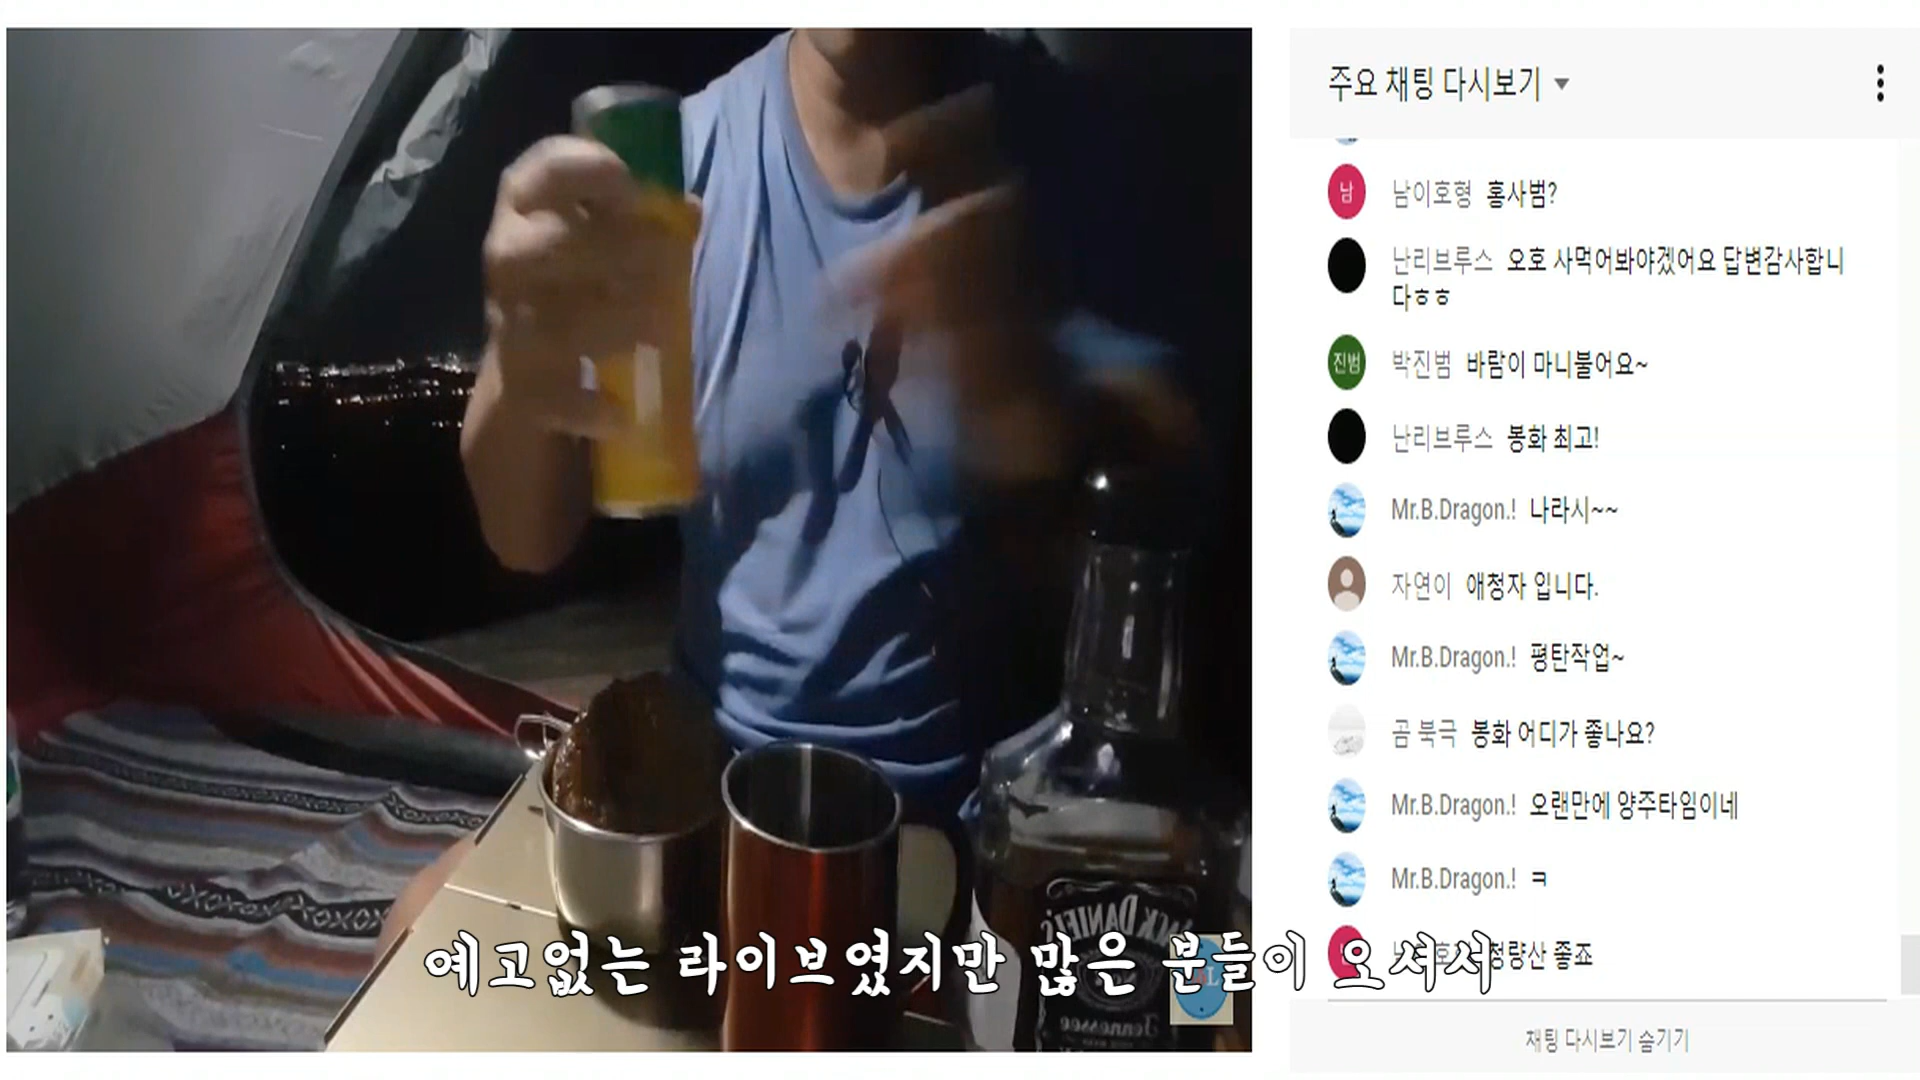 주요 채팅 다시보기
남 남이호형 홍사범?
난리브루스 오호 사먹어봐야겠어요 답변감사합니
다ㅎㅎ
진범 박진범 바람이 마니불어요~
난리브루스 봉화 최고!
Mr.B.Dragon.! 나라시~~
자연이 애청자 입니다.
Mr.B.Dragon.! 평탄작업~
곰 북극 봉화 어디가 좋나요?
Mr.B.Dragon.! 오랜만에 양주타임이네
Mr.B.Dragon.! ㅋ
청량산 좋죠
예고없는 라이브였지만 많은 분들이 오셔서
JACK DANIEL'S
Tennessee
채팅 다시보기 숨기기